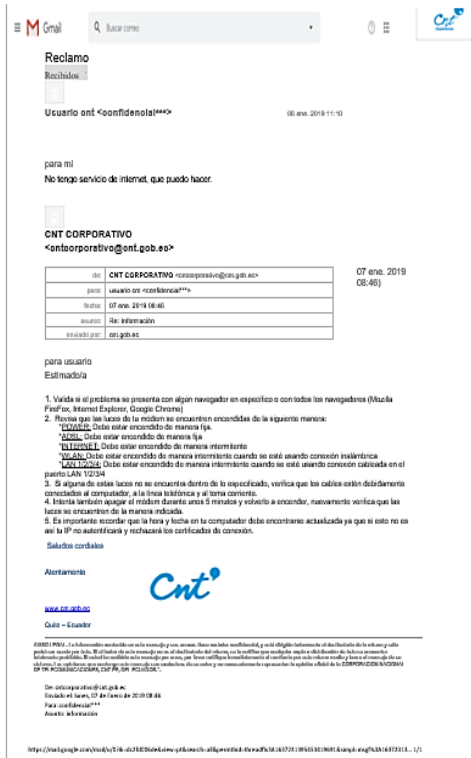 Gmail
Buscar correo
Cnt
Reclamo
Recibidos
Usuario cnt <confidencial***>
06 ene. 2019 11:10
para mí
No tengo servicio de internet, que puedo hacer.
CNT CORPORATIVO
<cntcorporativo@cnt.gob.ec>
07 ene. 2019
08:46)
de: CNT CORPORATIVO <cntcorporativo@cnt.gob.ec>
para: usuario cnt <confidencial***>
fecha: 07 ene. 2019 08:46
asunto: Re: Información
enviado por: cnt.gob.ec
para usuario
Estimado/a
1. Valida si el problema se presenta con algún navegador en específico o con todos los navegadores (Mozilla
FireFox, Internet Explorer, Google Chrome)
2. Revisa que las luces de tu módem se encuentren encendidas de la siguiente manera:
*POWER: Debe estar encendido de manera fija.
*ADSL: Debe estar encendido de manera fija
*INTERNET: Debe estar encendido de manera intermitente
*WLAN: Debe estar encendido de manera intermitente cuando se esté usando conexión inalámbrica
*LAN 1/2/3/4: Debe estar encendido de manera intermitente cuando se esté usando conexión cableada en el
puerto LAN 1/2/3/4
3. Si alguna de estas luces no se encuentra dentro de lo especificado, verifica que los cables estén debidamente
conectados al computador, a la línea telefónica y al toma corriente.
4. Intenta también apagar el módem durante unos 5 minutos y volverlo a encender, nuevamente verifica que las
luces se encuentren de la manera indicada.
5. Es importante recordar que la hora y fecha en tu computador debe encontrarse actualizada ya que si esto no es
así tu IP no autentificará y rechazará los certificados de conexión.
Saludos cordiales
Atentamente
Cnt
www.cnt.gob.ec
Quito – Ecuador
De: cntcorporativo@cnt.gob.ec
Enviado el: lunes, 07 de Enero de 2019 08:46
Para: confidencial***
Asunto: información
1/1